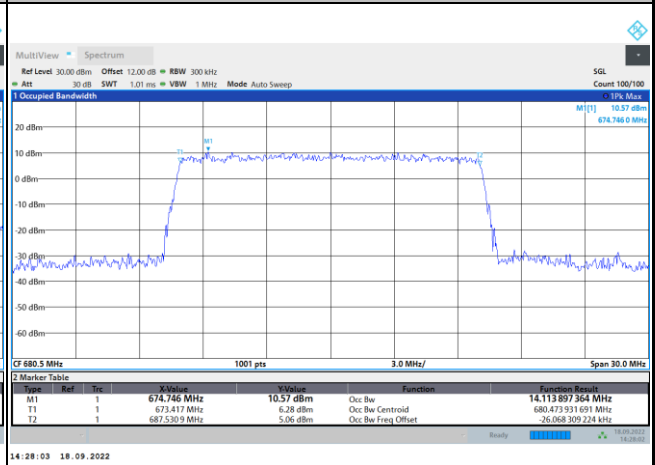 MultiView Spectrum
Ref Level 30.00 dBm Offset 12.00 dB RBW 300 kHz SGL
Att 30 dB SWT 1.01 ms VBW 1 MHz Mode Auto Sweep Count 100/100
1 Occupied Bandwidth 1Pk Max
M1[1] 10.57 dBm
674.746 0 MHz
M1
20 dBm
10 dBm
0 dBm
-10 dBm
-20 dBm
-30 dBm
-40 dBm
-50 dBm
-60 dBm
CF 680.5 MHz 1001 pts 3.0 MHz/ Span 30.0 MHz
2 Marker Table
Type Ref Trc X-Value Y-Value Function Function Result
M1 1 674.746 MHz 10.57 dBm Occ Bw 14.113 897 364 MHz
T1 1 673.417 MHz 6.28 dBm Occ Bw Centroid 680.473 931 691 MHz
T2 1 687.530 9 MHz 5.06 dBm Occ Bw Freq Offset -26.068 309 224 kHz
Ready 18.09.2022
14:28:02
14:28:03 18.09.2022